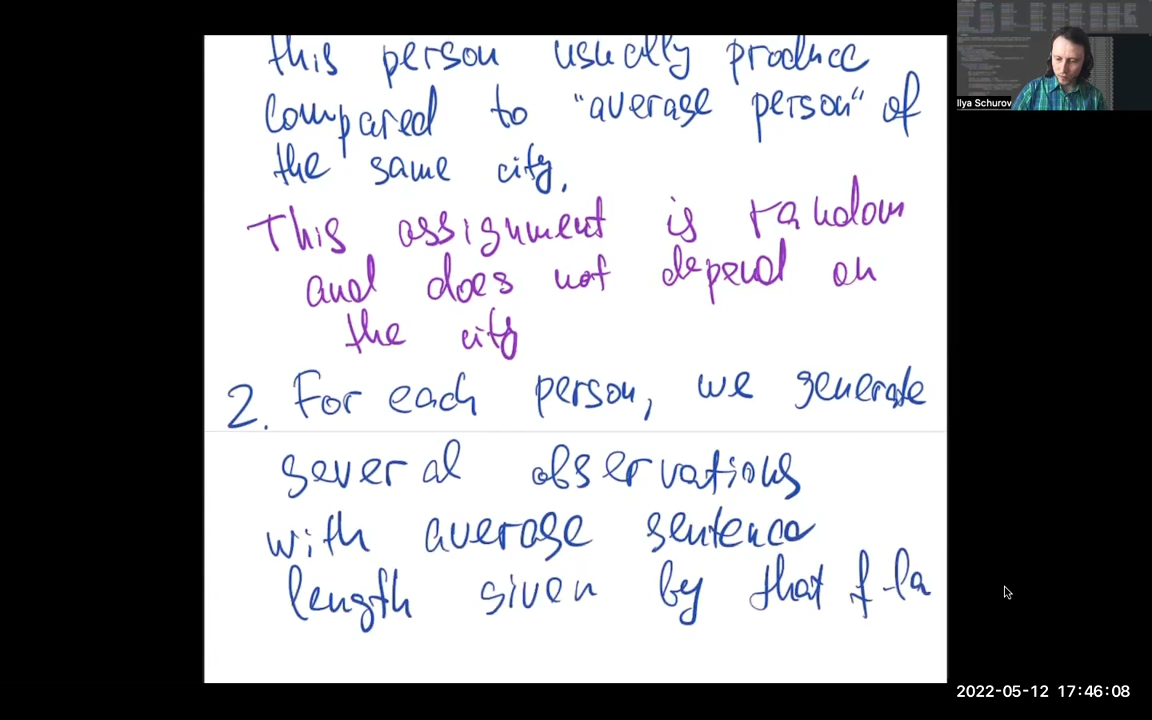 this person usually produce
compared to "average person" of
the same city.
This assignment is random
and does not depend on
the city
2. For each person, we generate
several observations
with average sentence
length given by that f-la
Ilya Schurov
2022-05-12 17:46:08